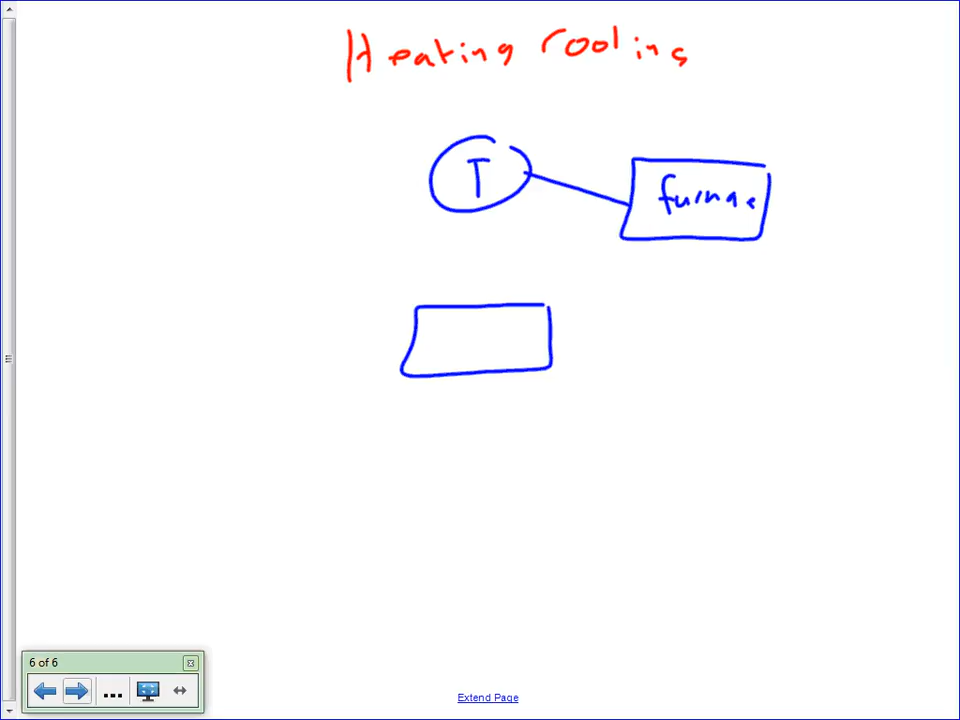 Heating cooling
T
furnac
6 of 6
...
Extend Page